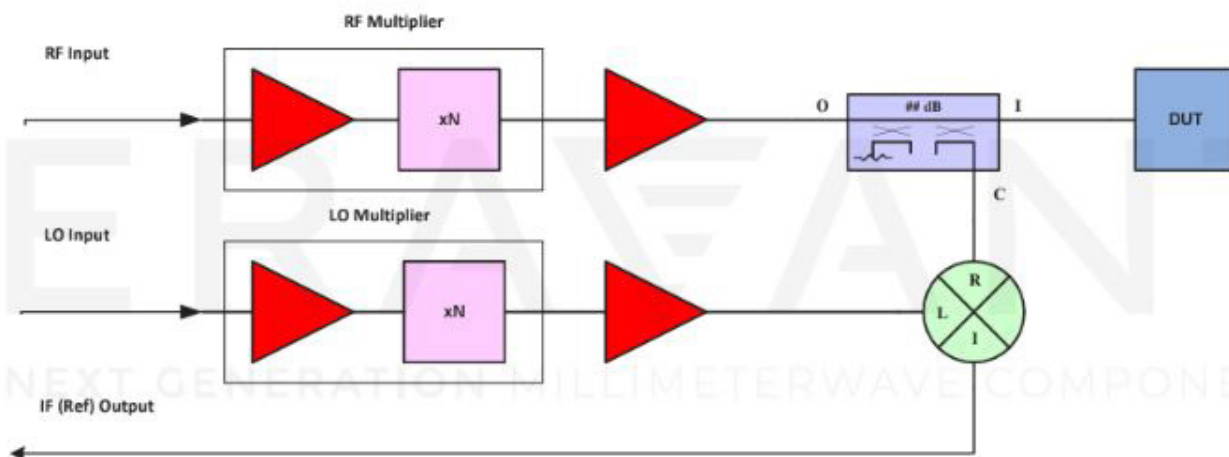 RF Multiplier
RF Input
xN
O
## dB
I
DUT
C
LO Multiplier
LO Input
xN
R
L
I
ERAVANT
NEXT GENERATION MILLIMETERWAVE COMPONE
IF (Ref) Output